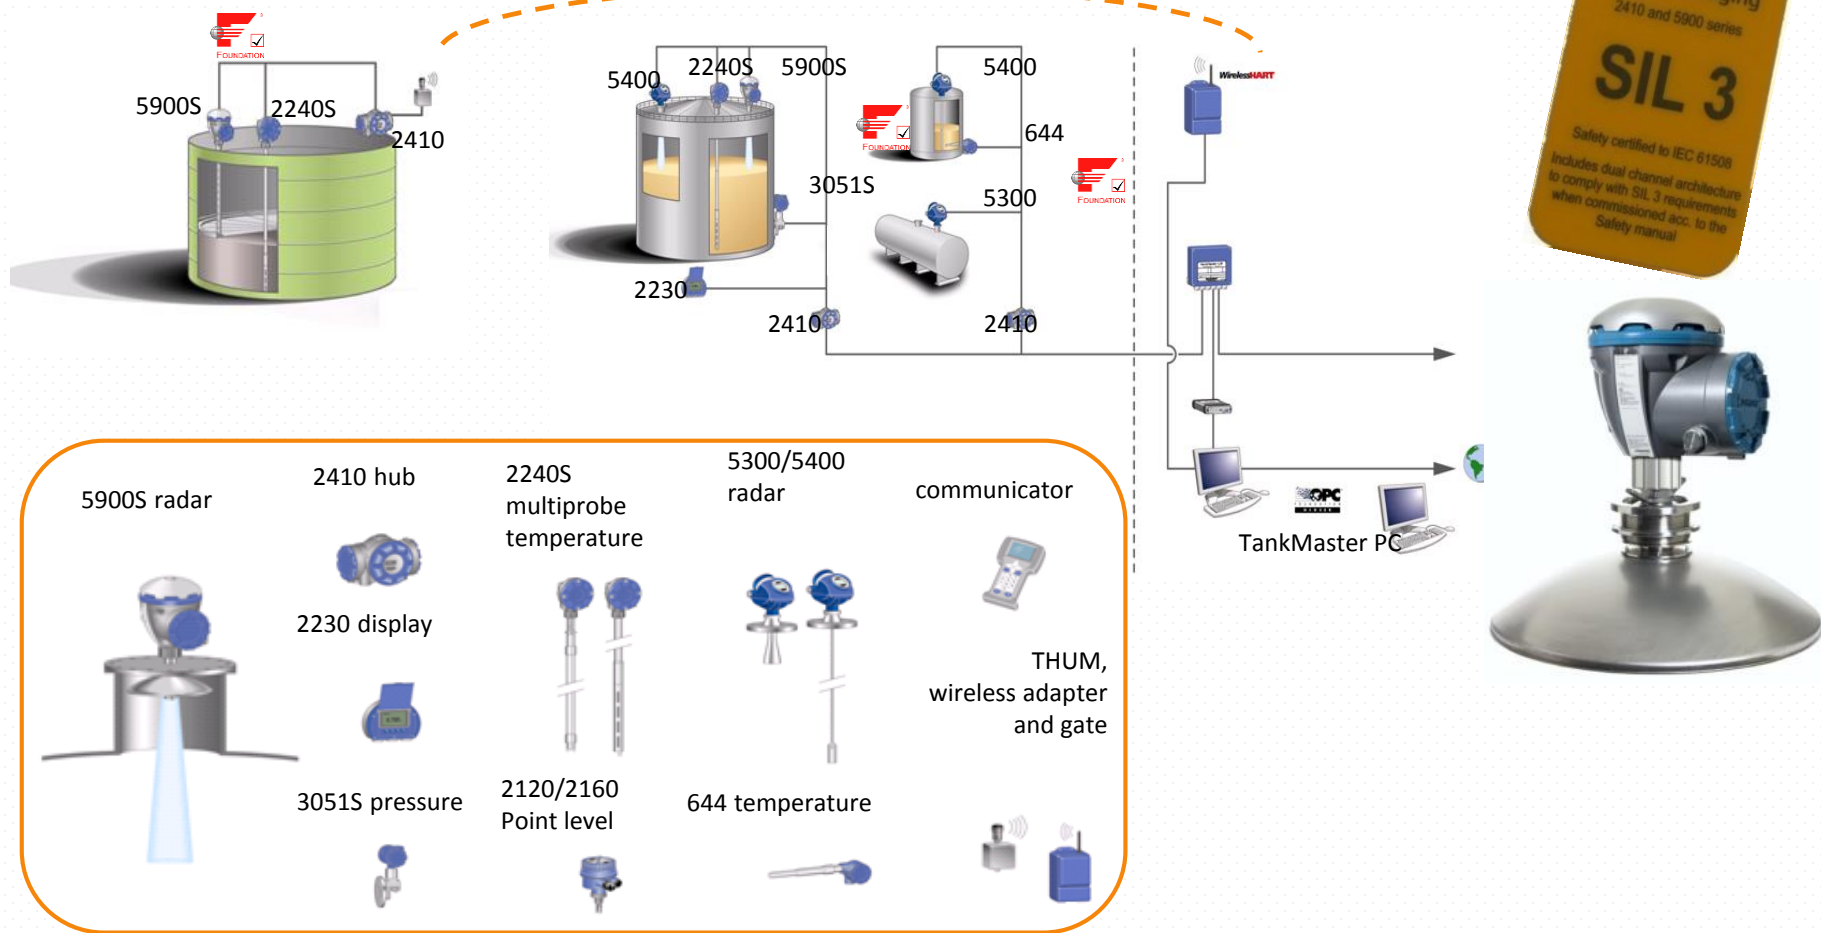 FOUNDATION
5900S
2240S
2410
5400
2240S
5900S
3051S
2230
2410
FOUNDATION
5400
644
5300
2410
FOUNDATION
WirelessHART
OPC
TankMaster PC
2410 and 5900 series
SIL 3
Safety certified to IEC 61508
Includes dual channel architecture
to comply with SIL 3 requirements
when commissioned acc. to the
Safety manual
5900S radar
2410 hub
2230 display
3051S pressure
2240S
multiprobe
temperature
2120/2160
Point level
5300/5400
radar
644 temperature
communicator
THUM,
wireless adapter
and gate